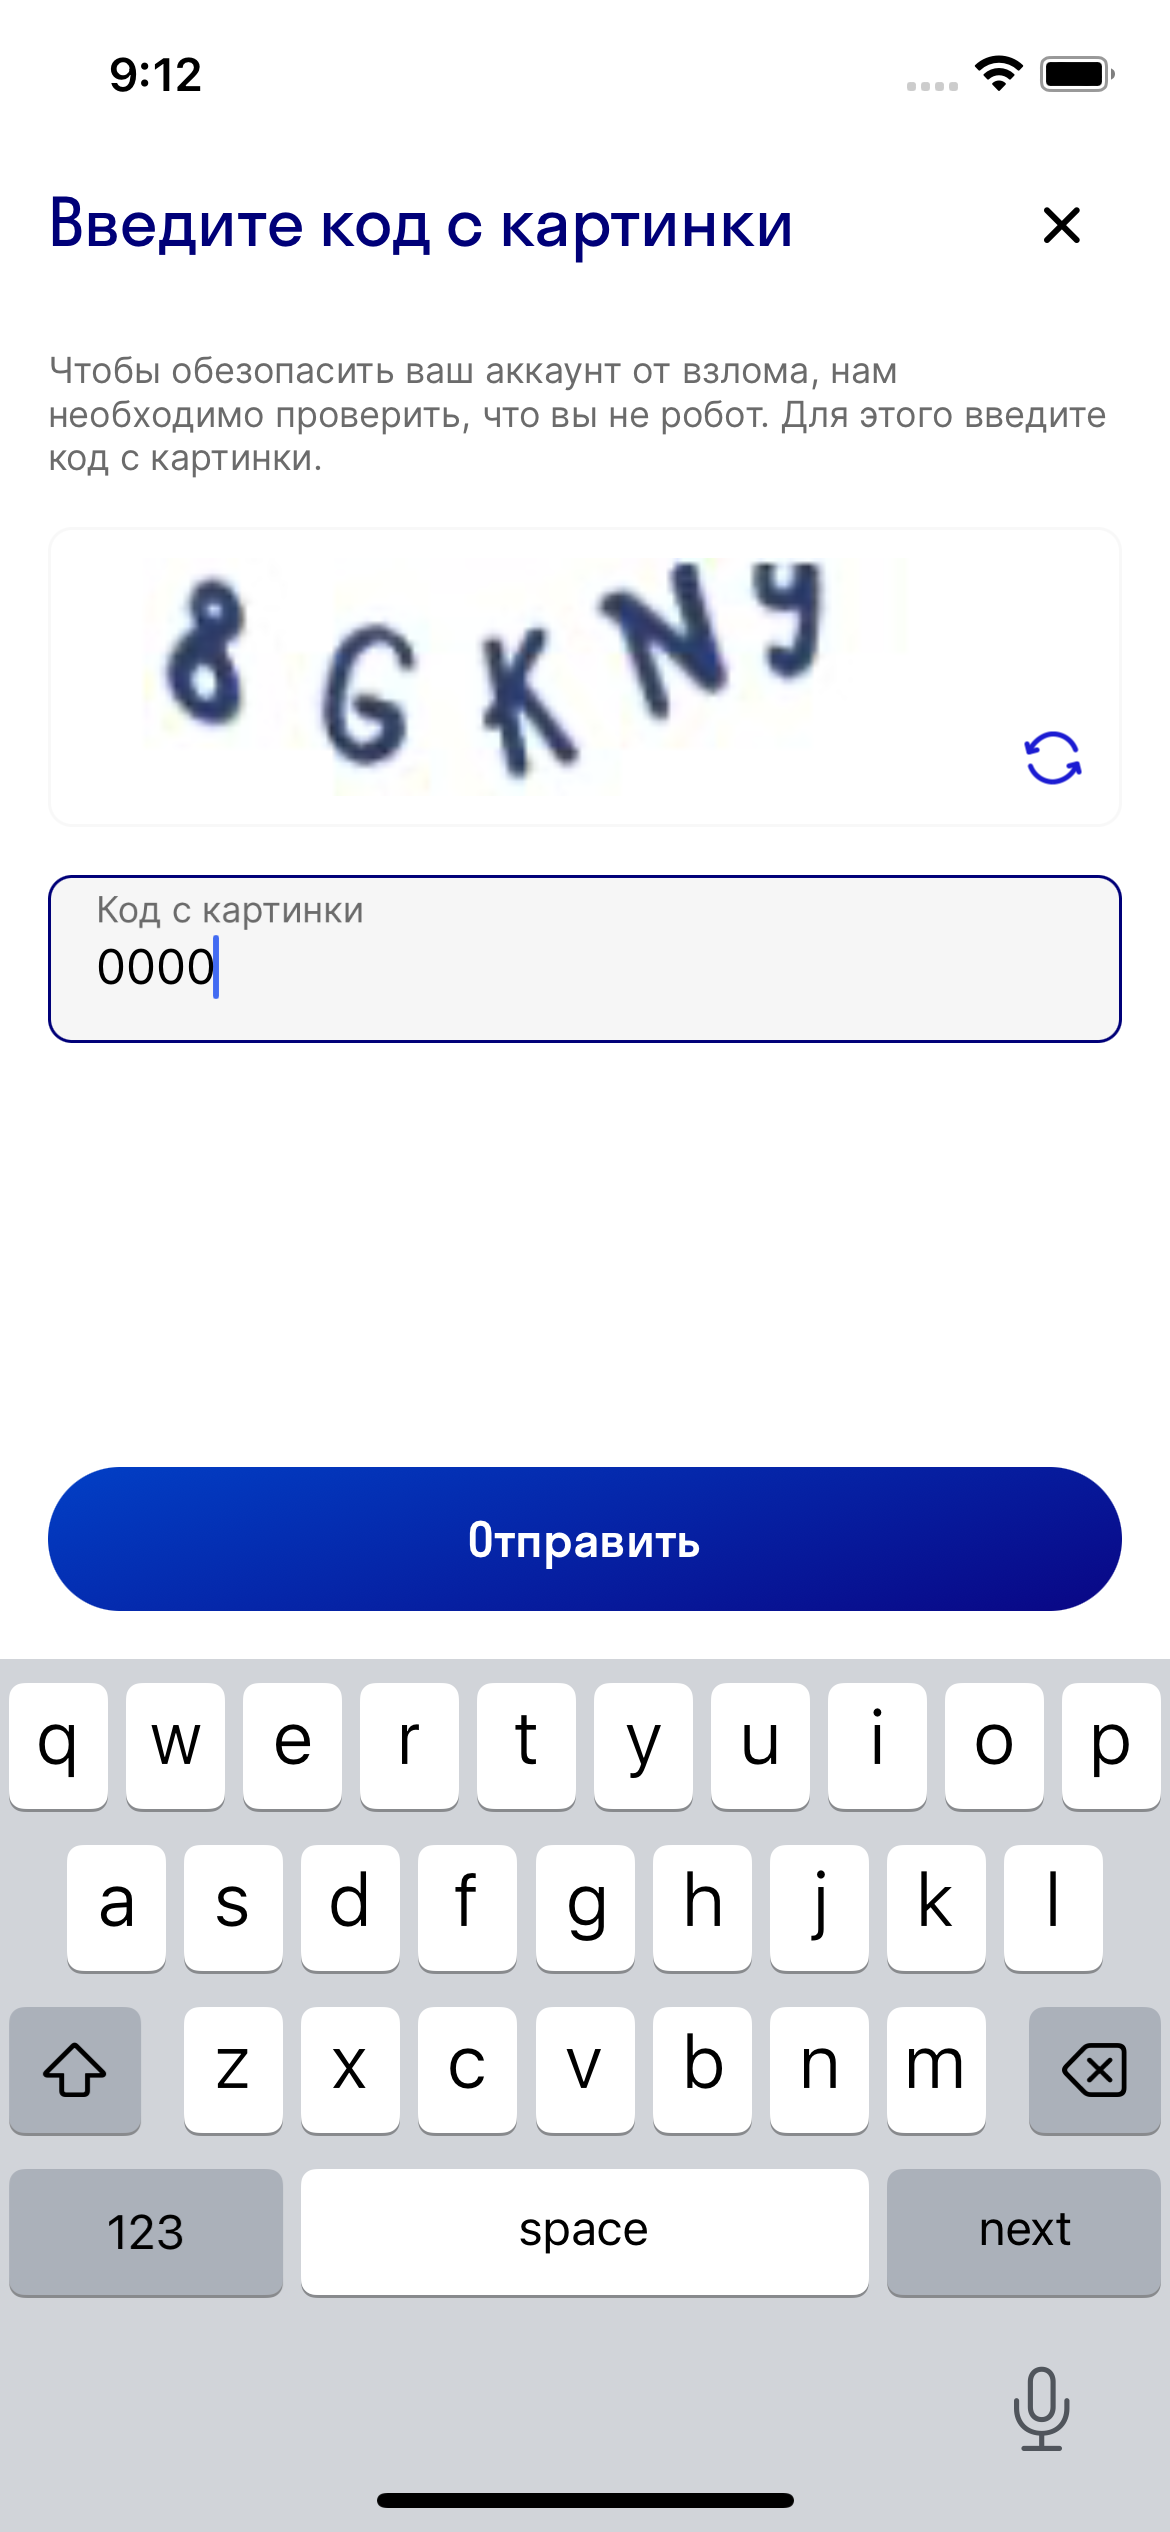 9:12
Введите код с картинки
Чтобы обезопасить ваш аккаунт от взлома, нам
необходимо проверить, что вы не робот. Для этого введите
код с картинки.
8 G K N У
Код с картинки
0000
Отправить
q w e r t y u i o p
a s d f g h j k l
z x c v b n m
123 space next